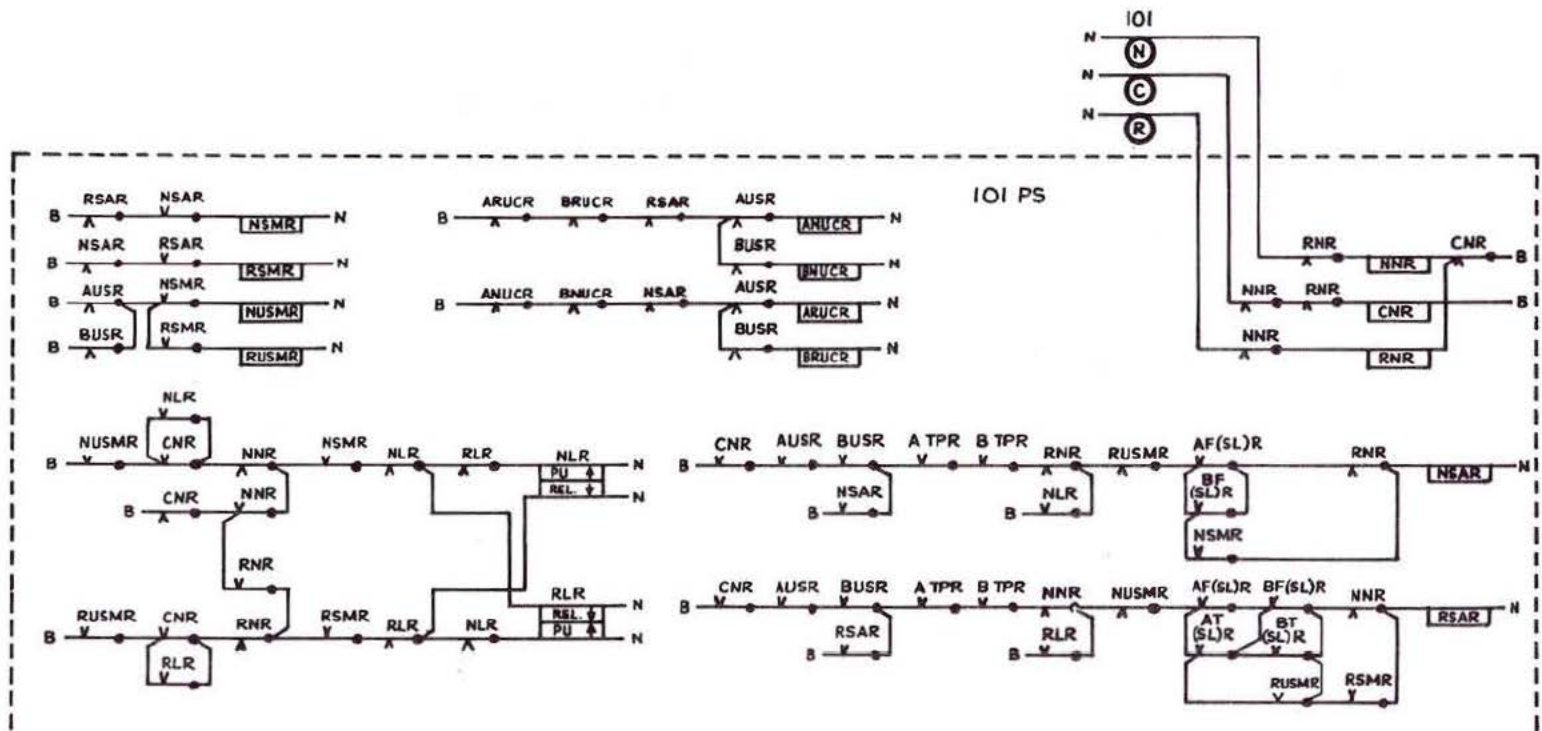 101
N N
N C
N R
101 PS
RSAR NSAR
B NSMR N
NSAR RSAR
B RSMR N
AUSR NSMR
B NUSMR N
BUSR RSMR
B RUSMR N
ARUCR BRUCR RSAR AUSR
B ANUCR N
BUSR
BNUCR N
ANUCR BNUCR NSAR AUSR
B ARUCR N
BUSR
BRUCR N
RNR CNR
NNR B
NNR RNR
CNR B
NNR
RNR
NLR
NUSMR CNR NNR NSMR NLR RLR NLR
B PU N
REL. N
CNR NNR
B
RNR
RLR
REL. N
RUSMR CNR RNR RSMR RLR NLR
B PU N
RLR
CNR AUSR BUSR A TPR B TPR RNR RUSMR AF(SL)R RNR
B NSAR N
NSAR NLR BF
(SL)R
B B
NSMR
CNR AUSR BUSR A TPR B TPR NNR NUSMR AF(SL)R BF(SL)R NNR
B RSAR N
RSAR RLR AT
(SL)R BT
(SL)R
B B
RUSMR RSMR